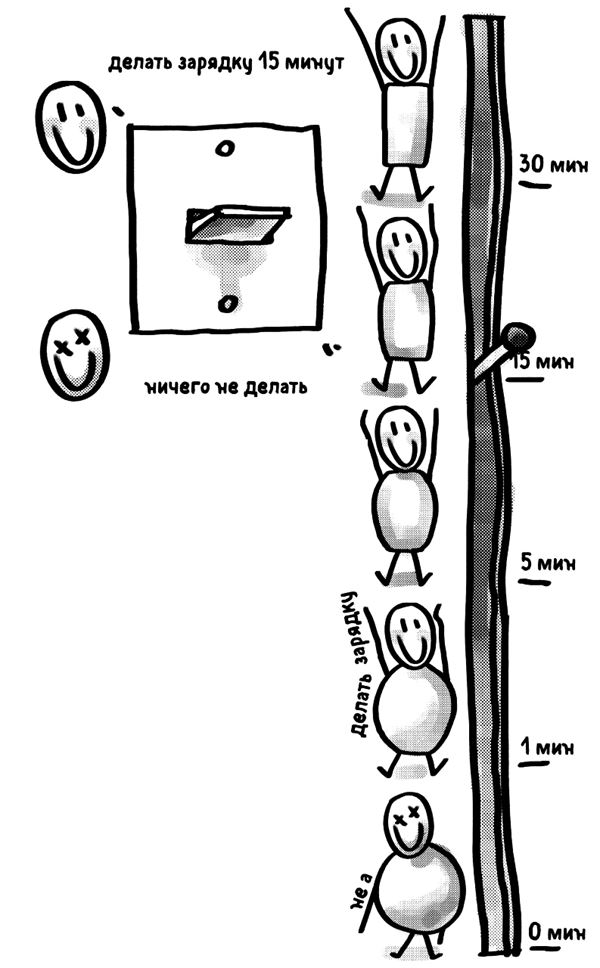 делать зарядку 15 минут
ничего не делать
30 мин
15 мин
5 мин
делать зарядку
1 мин
не а
0 мин